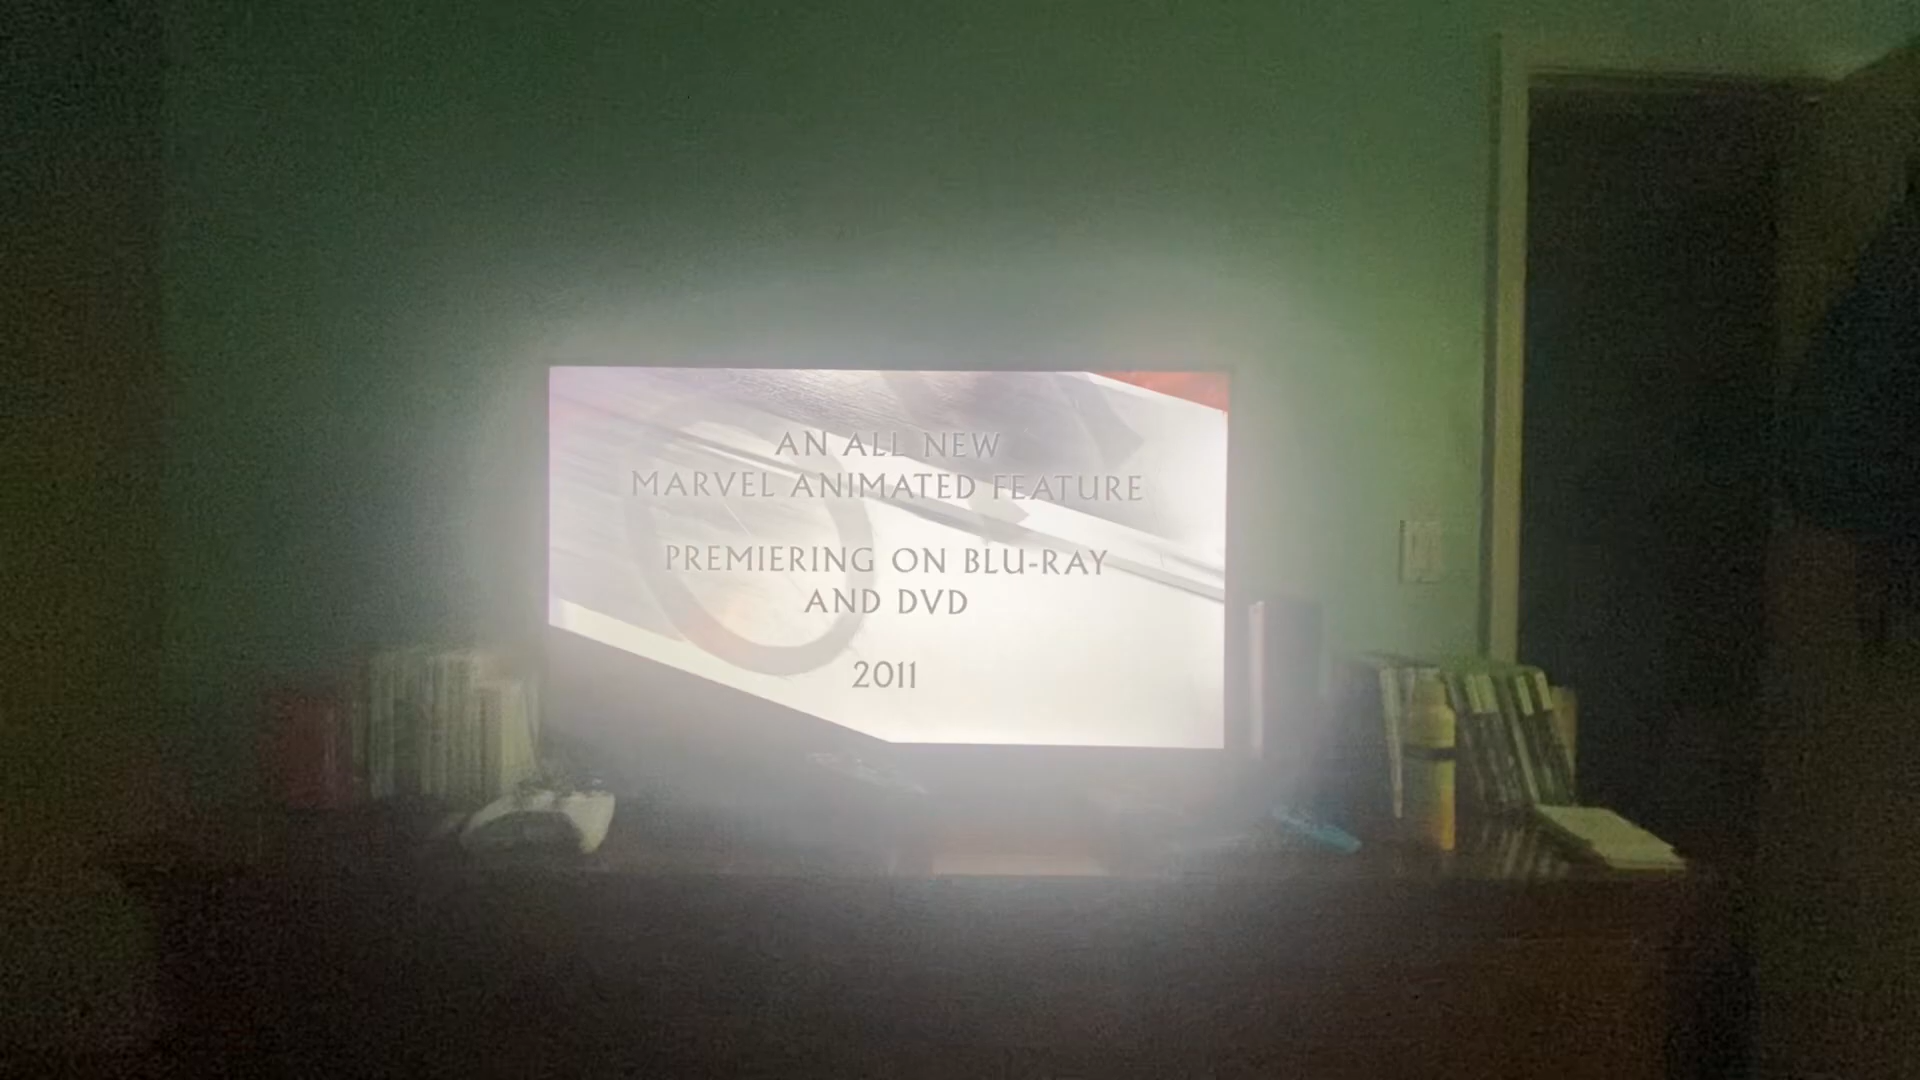 AN ALL NEW
MARVEL ANIMATED FEATURE
PREMIERING ON BLU-RAY
AND DVD
2011